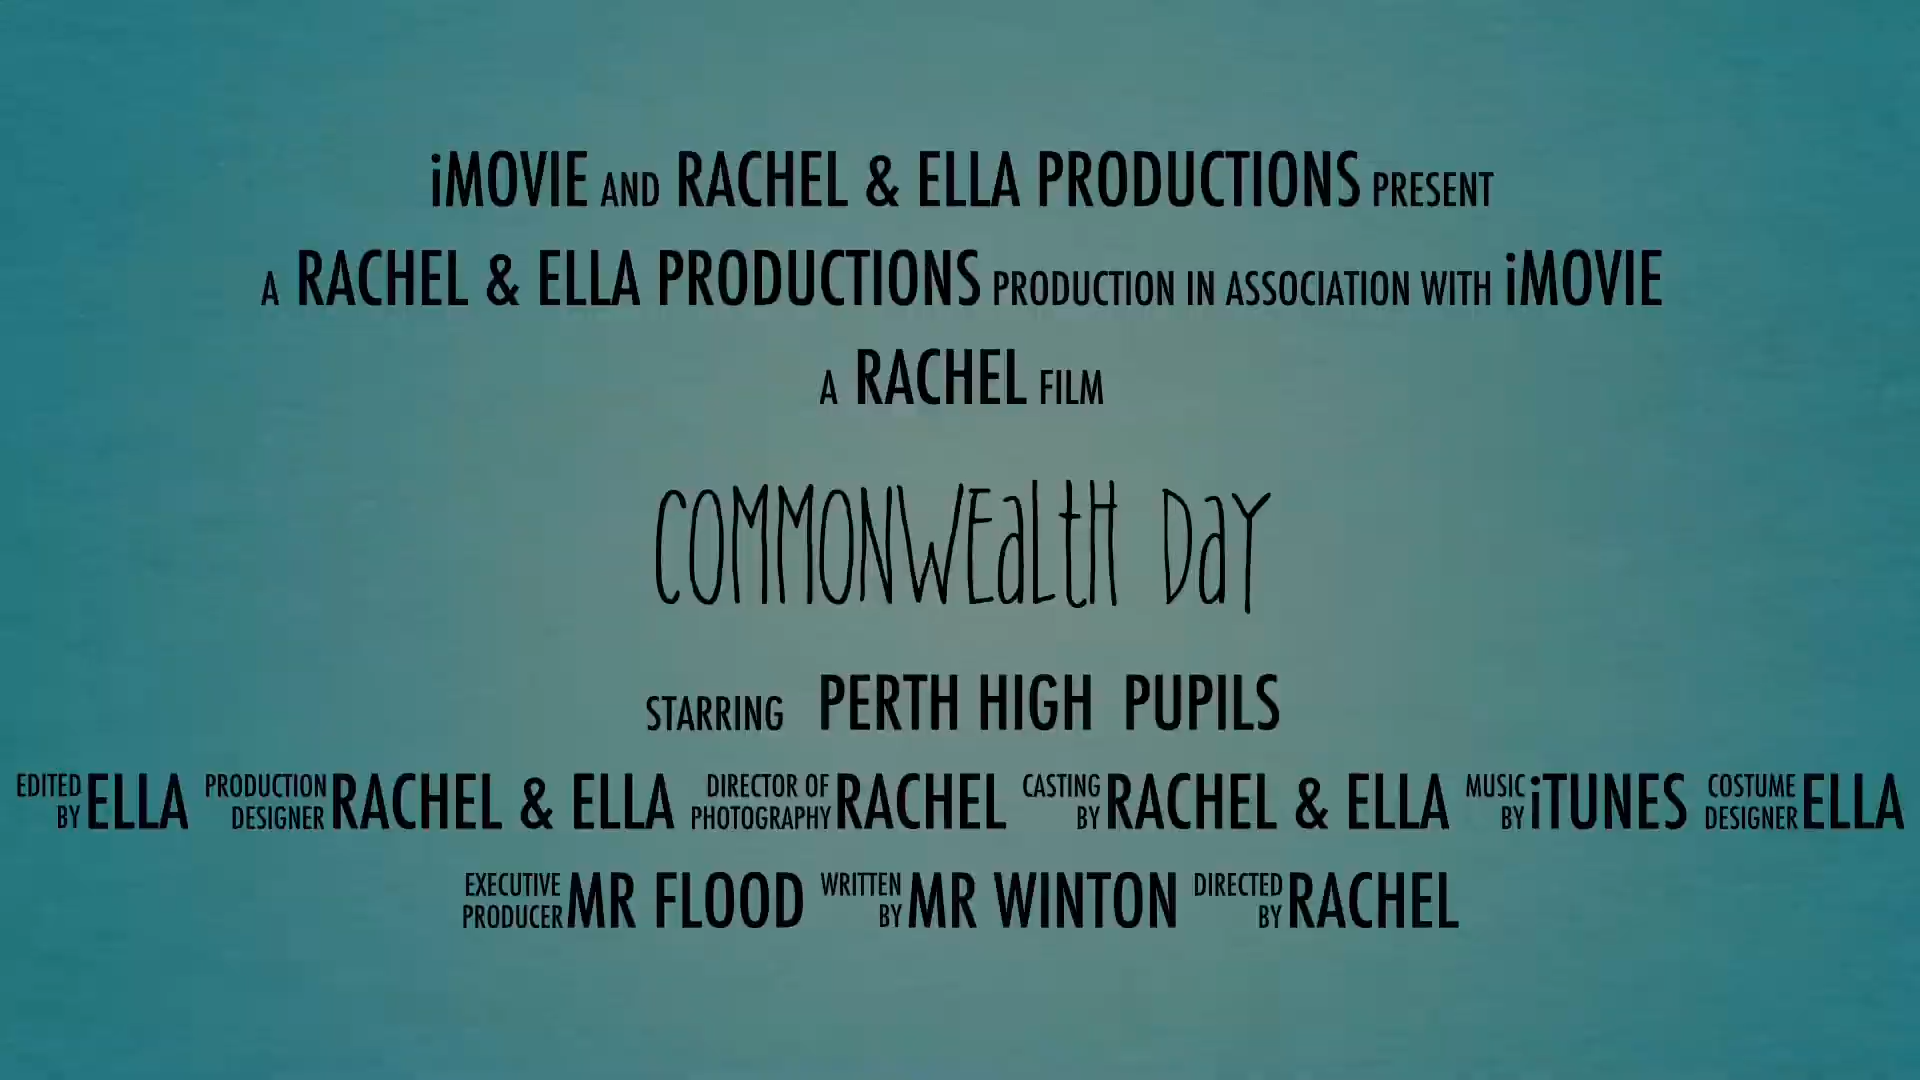 iMOVIE AND RACHEL & ELLA PRODUCTIONS PRESENT
A RACHEL & ELLA PRODUCTIONS PRODUCTION IN ASSOCIATION WITH iMOVIE
A RACHEL FILM
COMMONWEaLtH DaY
STARRING PERTH HIGH PUPILS
EDITED BY ELLA PRODUCTION DESIGNER RACHEL & ELLA DIRECTOR OF PHOTOGRAPHY RACHEL CASTING BY RACHEL & ELLA MUSIC BY iTUNES COSTUME DESIGNER ELLA
EXECUTIVE PRODUCER MR FLOOD WRITTEN BY MR WINTON DIRECTED BY RACHEL